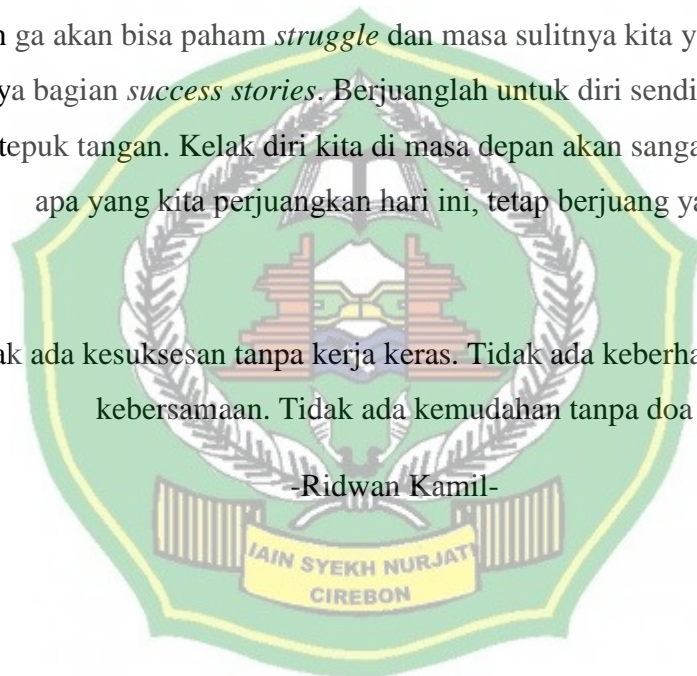 ga akan bisa paham struggle dan masa sulitnya kita
bagian success stories. Berjuanglah untuk diri
tepuk tangan. Kelak diri kita di masa depan akan
apa yang kita perjuangkan hari ini, tetap berjuang
ada kesuksesan tanpa kerja keras. Tidak ada
kebersamaan. Tidak ada kemudahan tanpa doa
-Ridwan Kamil-
IAIN SYEKH NURJATI
CIREBON